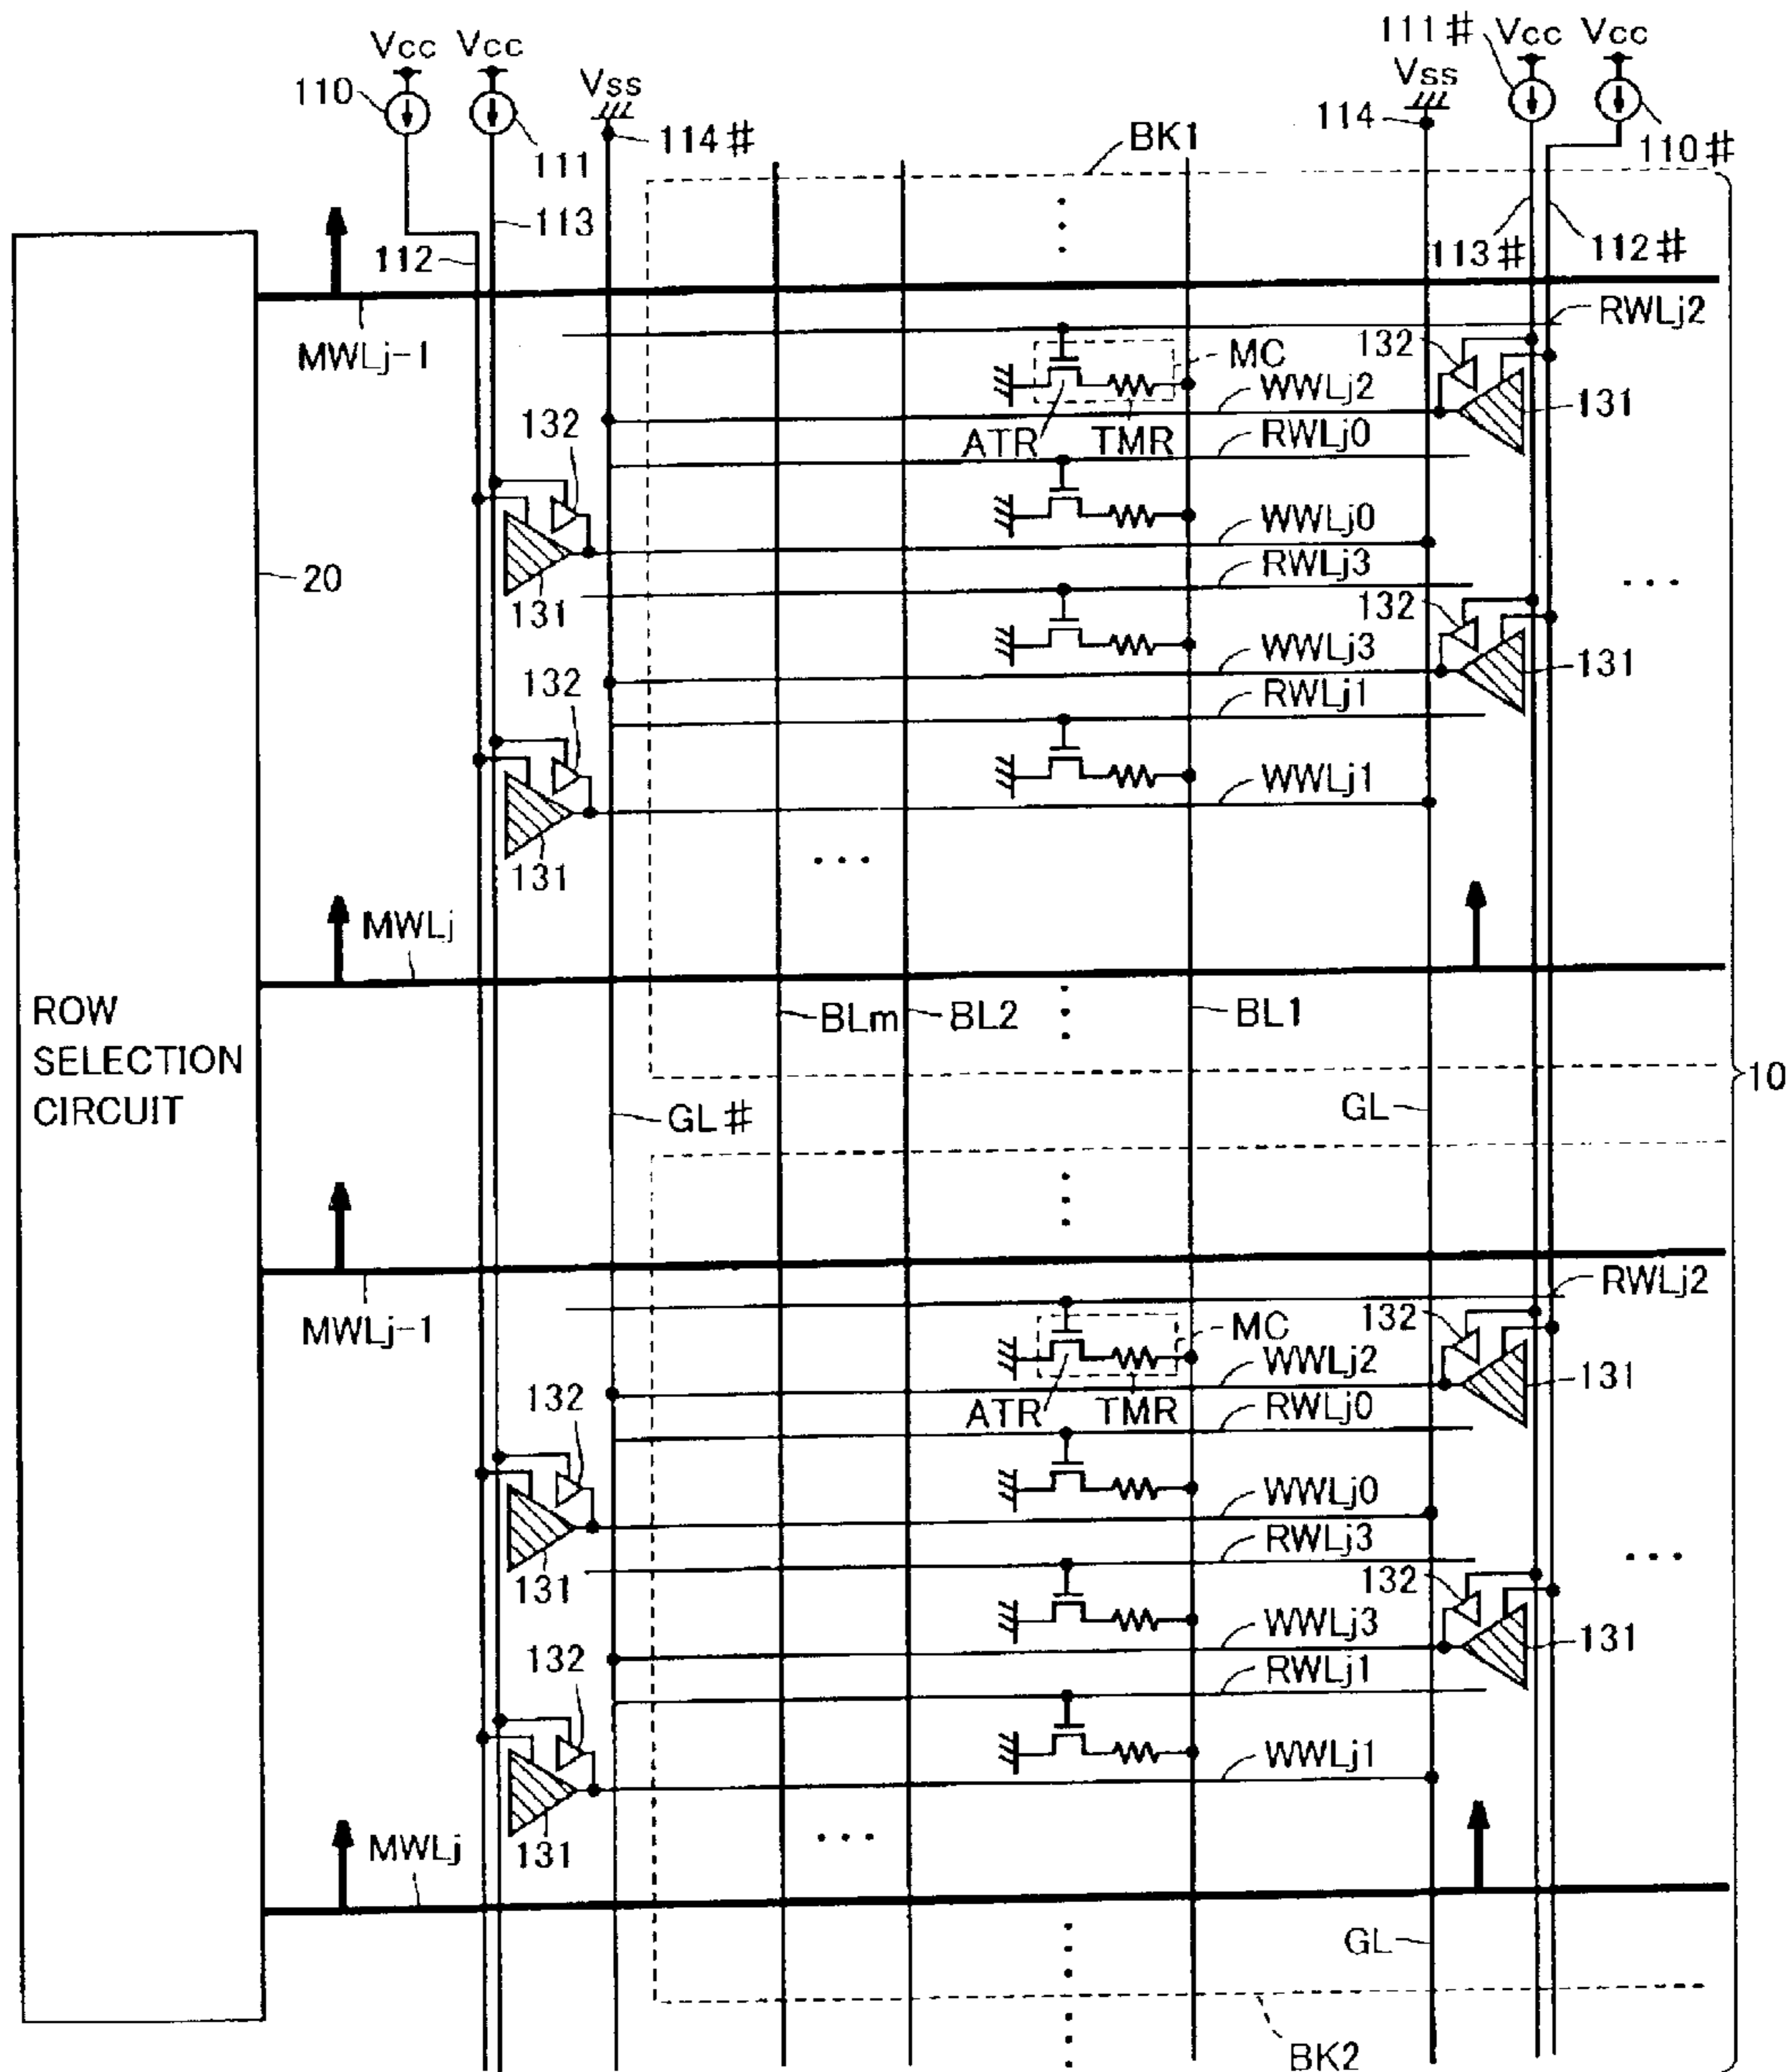 111# Vcc Vcc
Vcc Vcc
Vss Vss
110
111 114# BK1 114 110#
113
112 113# 112#
RWLj2
MWLj-1
132 MC
WWLj2
132 ATR TMR RWLj0 131
WWLj0
20 RWLj3
131 132
WWLj3
132 RWLj1 131
WWLj1
131
MWLj
ROW
SELECTION
CIRCUIT
BLm BL2 BL1
10
GL# GL
RWLj2
MWLj-1
132
MC
WWLj2
132 ATR TMR RWLj0 131
WWLj0
RWLj3
131 132
WWLj3
132 131
RWLj1
WWLj1
MWLj 131
GL
BK2